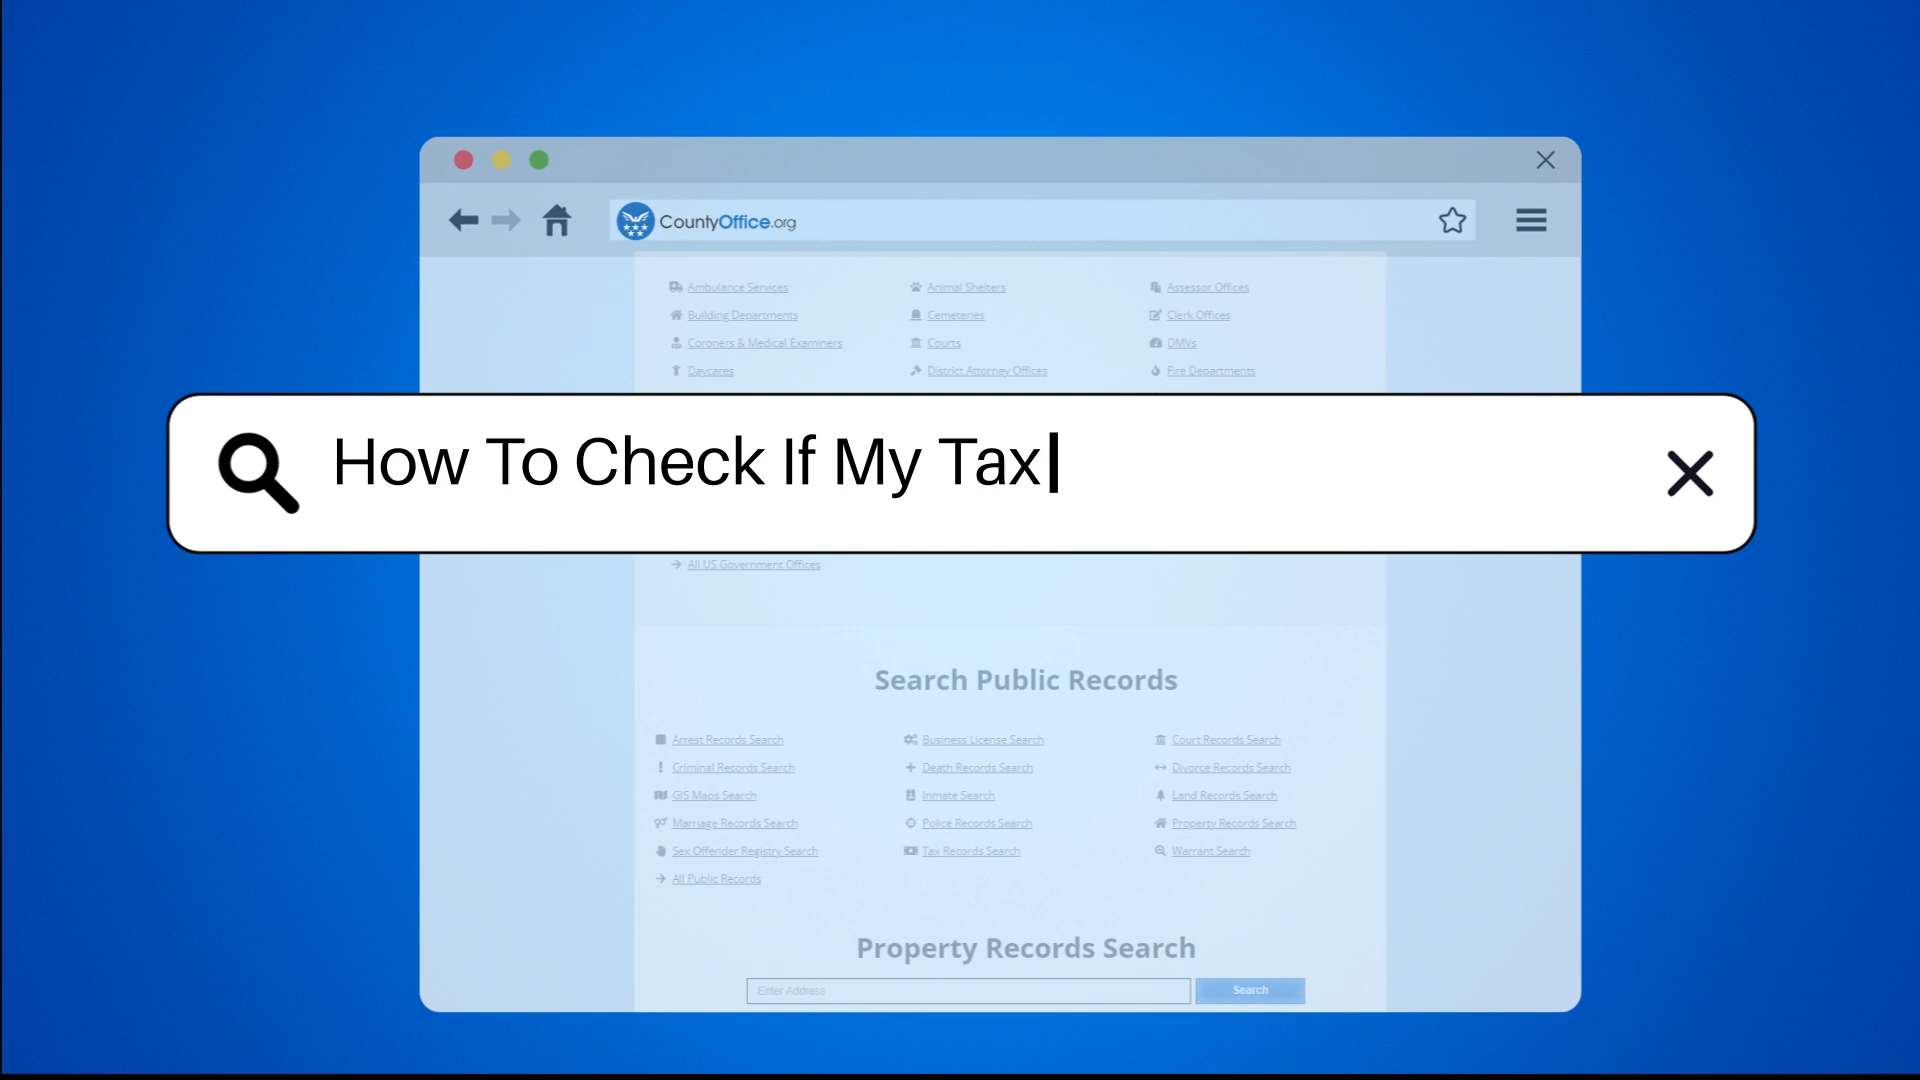 CountyOffice.org
Ambulance Services Animal Shelters Assessor Offices
Building Departments Cemeteries Clerk Offices
Coroners & Medical Examiners Courts DMVs
Daycares District Attorney Offices Fire Departments
How To Check If My Tax
All US Government Offices
Search Public Records
Arrest Records Search Business License Search Court Records Search
Criminal Records Search Death Records Search Divorce Records Search
GIS Maps Search Inmate Search Land Records Search
Marriage Records Search Police Records Search Property Records Search
Sex Offender Registry Search Tax Records Search Warrant Search
All Public Records
Property Records Search
Enter Address Search